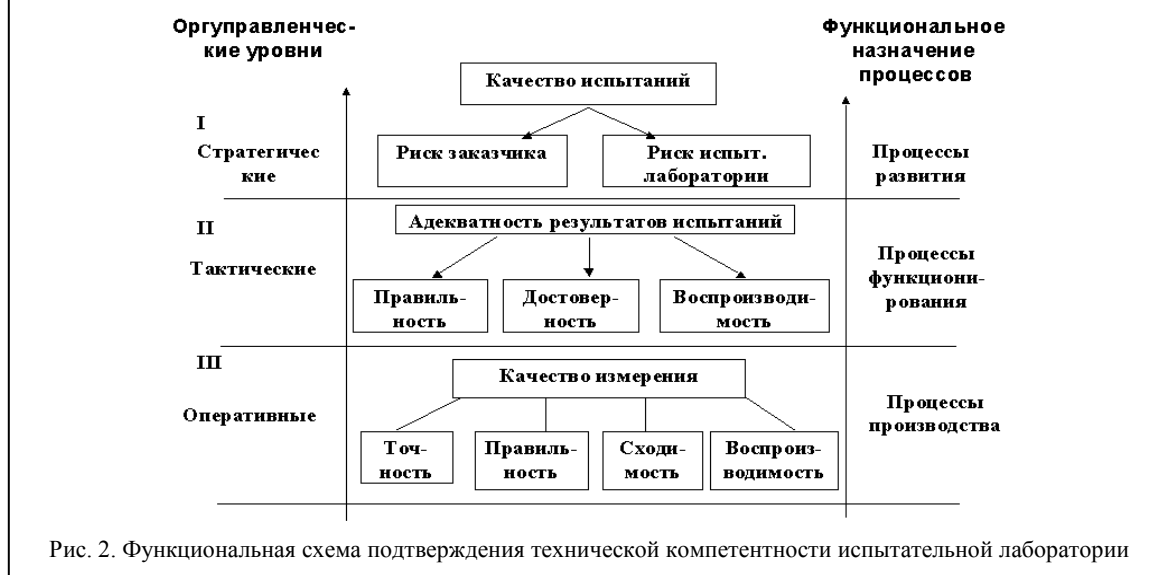 Оргуправленчес-
кие уровни
Функциональное
назначение
процессов
Качество испытаний
I
Стратегичес
кие
Риск заказчика
Риск испыт.
лаборатории
Процессы
развития
II
Тактические
Адекватность результатов испытаний
Правиль-
ность
Достовер-
ность
Воспроизводи-
мость
Процессы
функциони-
рования
III
Оперативные
Качество измерения
Точ-
ность
Правиль-
ность
Сходи-
мость
Воспроиз-
водимость
Процессы
производства
Рис. 2. Функциональная схема подтверждения технической компетентности испытательной лаборатории